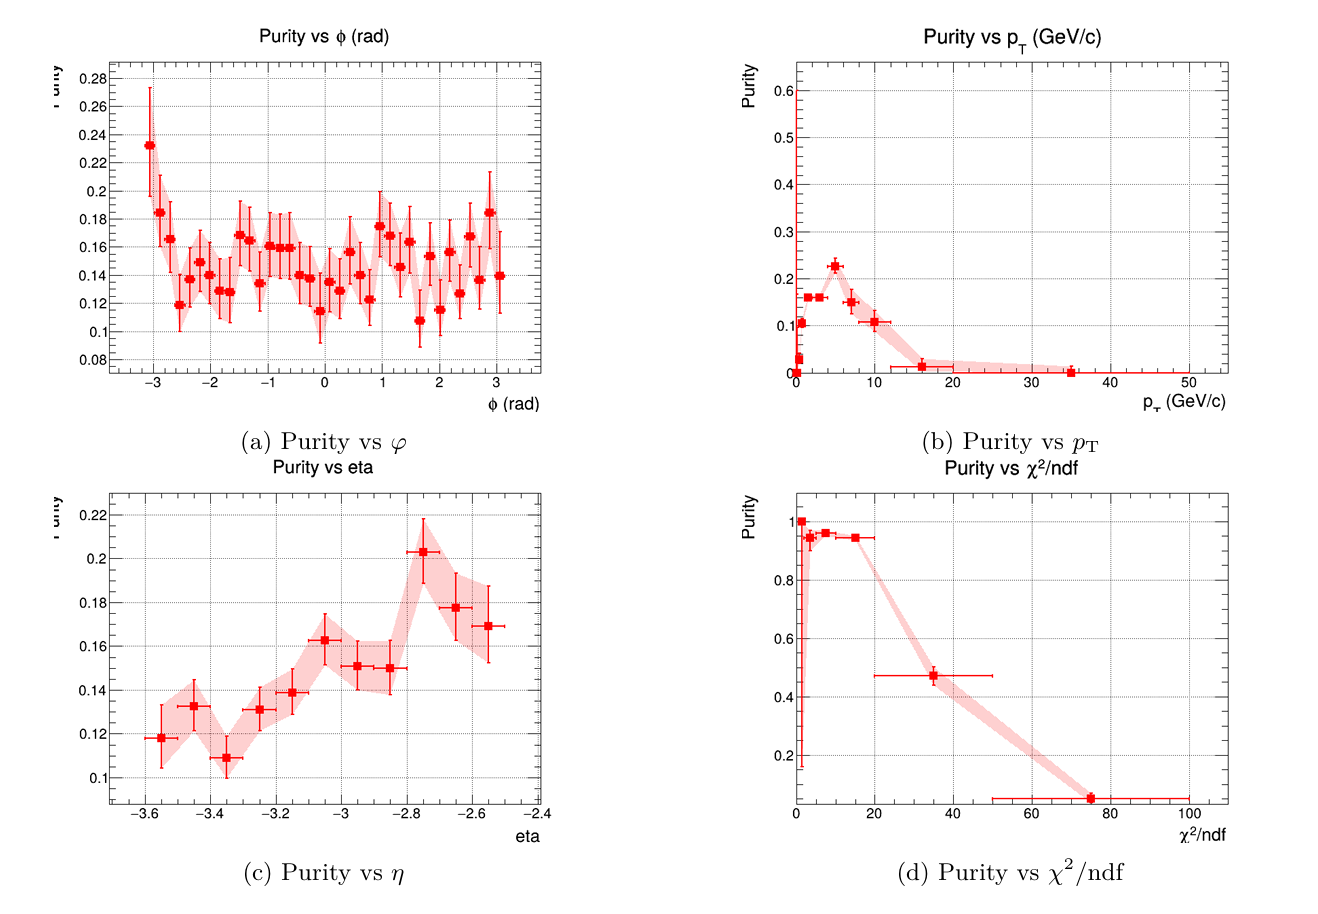 Purity vs ϕ (rad)
0.28
0.26
0.24
0.22
0.2
0.18
0.16
0.14
0.12
0.1
0.08
−3 −2 −1 0 1 2 3
ϕ (rad)
(a) Purity vs φ
Purity vs pT (GeV/c)
Purity
0.6
0.5
0.4
0.3
0.2
0.1
0
0 10 20 30 40 50
pT (GeV/c)
(b) Purity vs pT
Purity vs eta
0.22
0.2
0.18
0.16
0.14
0.12
0.1
−3.6 −3.4 −3.2 −3 −2.8 −2.6 −2.4
eta
(c) Purity vs η
Purity vs χ²/ndf
Purity
1
0.8
0.6
0.4
0.2
0 20 40 60 80 100
χ²/ndf
(d) Purity vs χ²/ndf